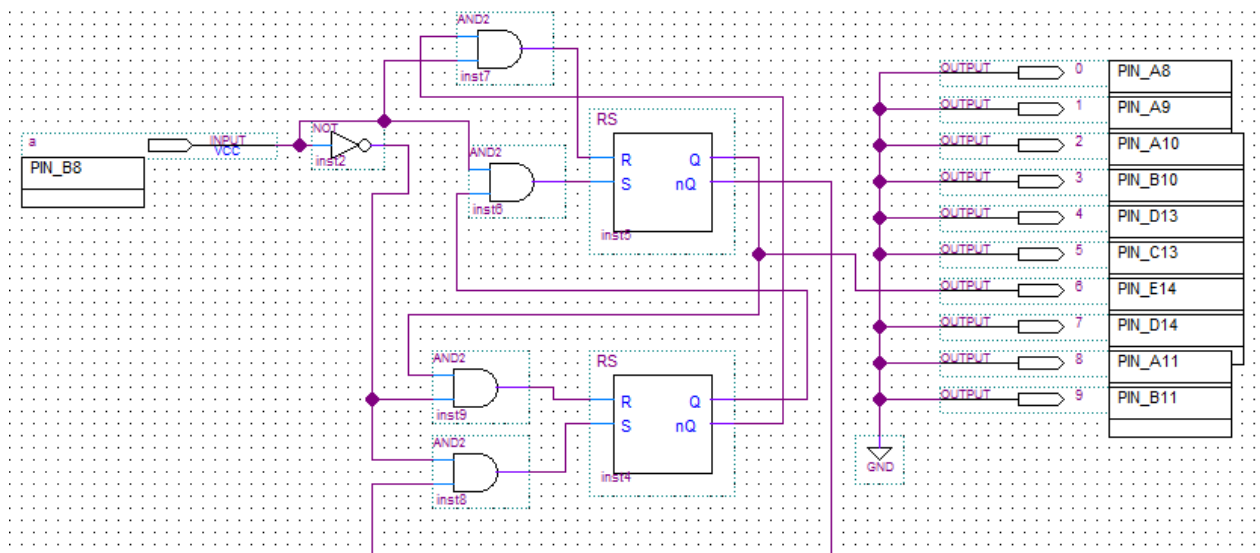 AND2
inst7
a
INPUT
VCC
PIN_B8
NOT
inst2
AND2
inst6
RS
R
Q
S
nQ
inst5
AND2
inst9
AND2
inst8
RS
R
Q
S
nQ
inst4
OUTPUT 0 PIN_A8
OUTPUT 1 PIN_A9
OUTPUT 2 PIN_A10
OUTPUT 3 PIN_B10
OUTPUT 4 PIN_D13
OUTPUT 5 PIN_C13
OUTPUT 6 PIN_E14
OUTPUT 7 PIN_D14
OUTPUT 8 PIN_A11
OUTPUT 9 PIN_B11
GND